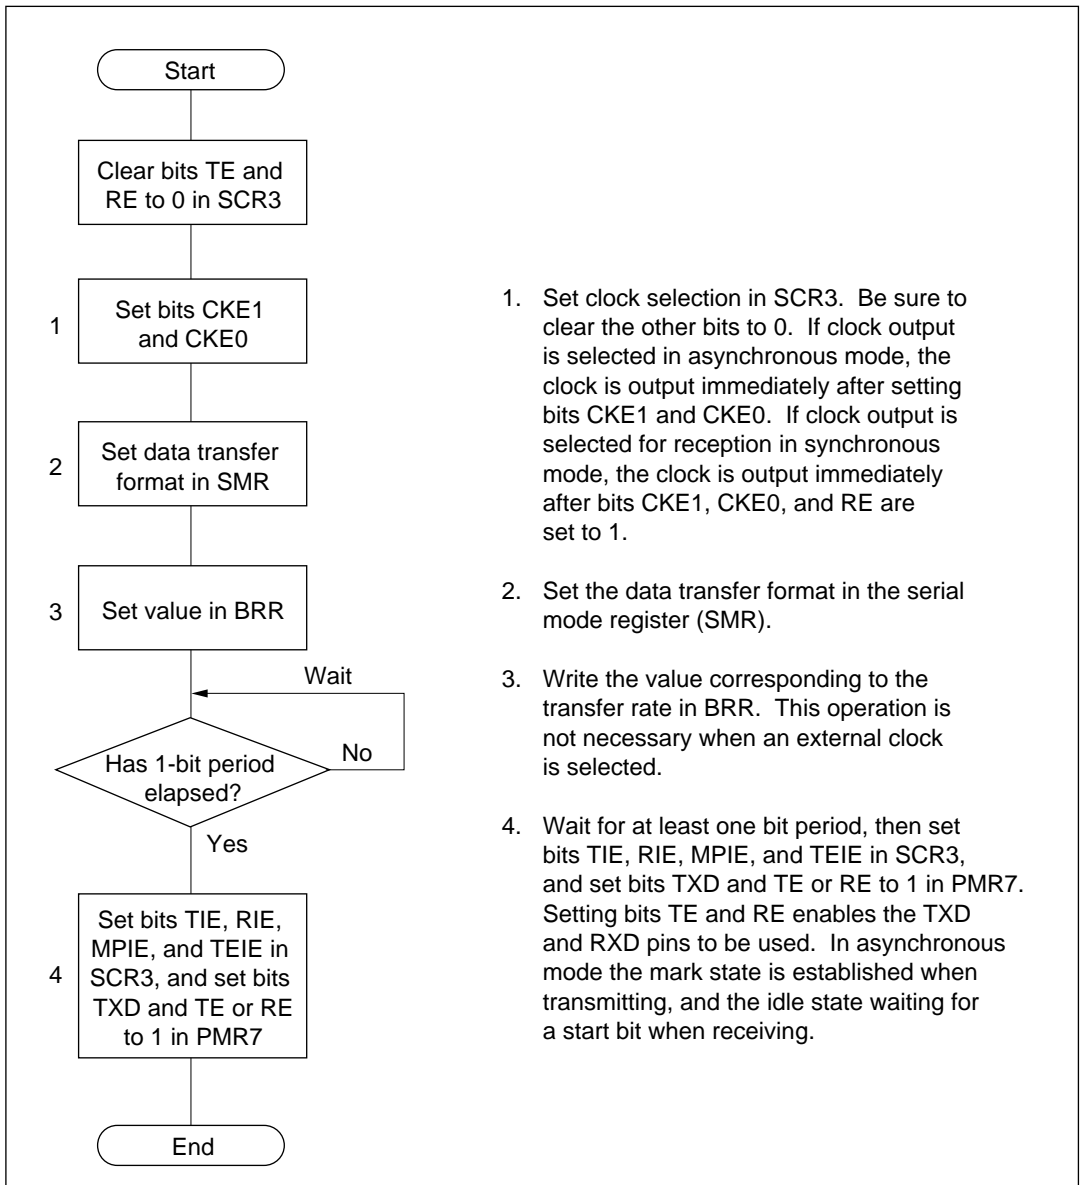 Start
Clear bits TE and
RE to 0 in SCR3
1
Set bits CKE1
and CKE0
2
Set data transfer
format in SMR
3
Set value in BRR
Wait
Has 1-bit period
elapsed?
No
Yes
4
Set bits TIE, RIE,
MPIE, and TEIE in
SCR3, and set bits
TXD and TE or RE
to 1 in PMR7
End
1. Set clock selection in SCR3. Be sure to
clear the other bits to 0. If clock output
is selected in asynchronous mode, the
clock is output immediately after setting
bits CKE1 and CKE0. If clock output is
selected for reception in synchronous
mode, the clock is output immediately
after bits CKE1, CKE0, and RE are
set to 1.
2. Set the data transfer format in the serial
mode register (SMR).
3. Write the value corresponding to the
transfer rate in BRR. This operation is
not necessary when an external clock
is selected.
4. Wait for at least one bit period, then set
bits TIE, RIE, MPIE, and TEIE in SCR3,
and set bits TXD and TE or RE to 1 in PMR7.
Setting bits TE and RE enables the TXD
and RXD pins to be used. In asynchronous
mode the mark state is established when
transmitting, and the idle state waiting for
a start bit when receiving.